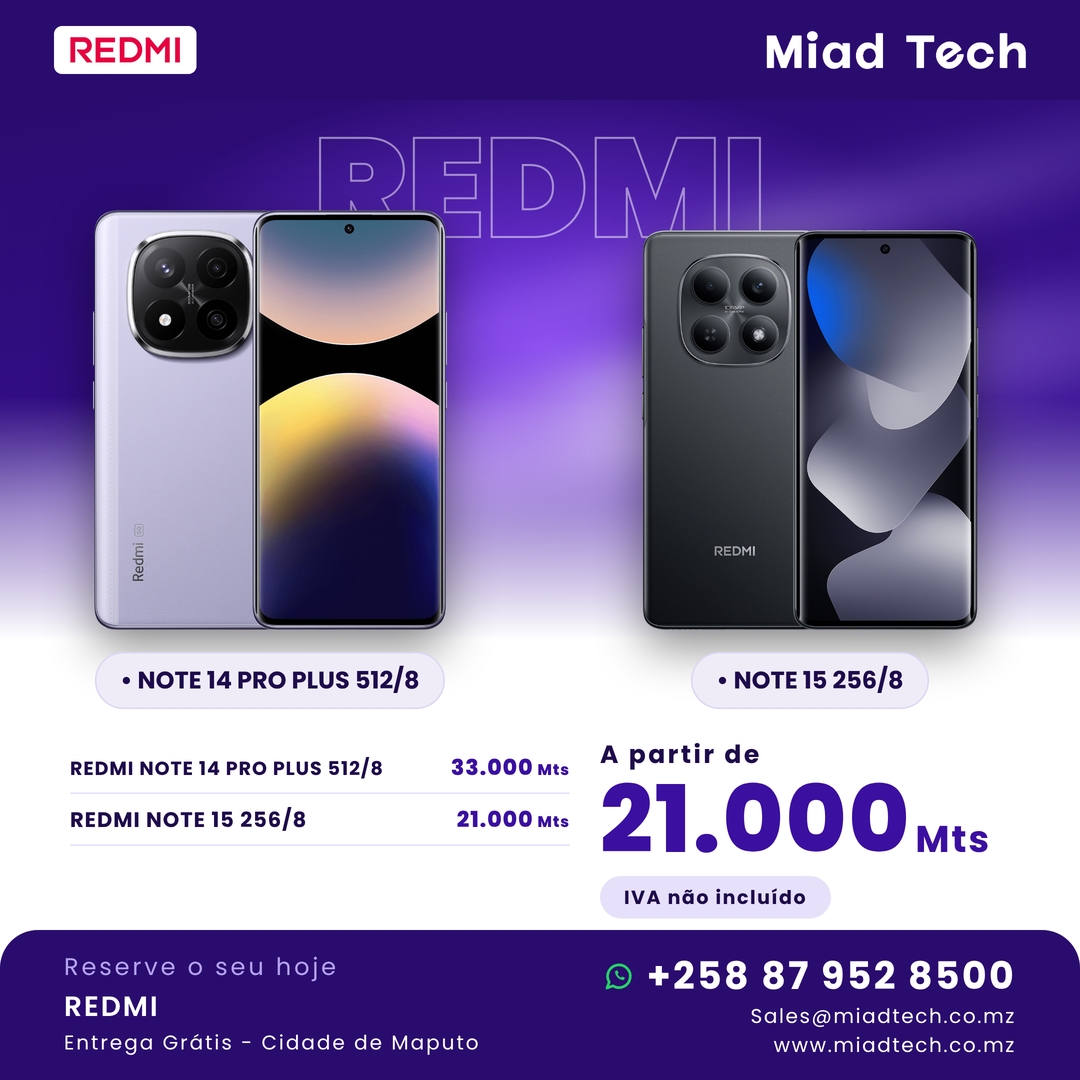 REDMI
Miad Tech
REDMI
Redmi 5G
REDMI
• NOTE 14 PRO PLUS 512/8
• NOTE 15 256/8
REDMI NOTE 14 PRO PLUS 512/8 33.000 Mts
REDMI NOTE 15 256/8 21.000 Mts
A partir de
21.000 Mts
IVA não incluído
Reserve o seu hoje
REDMI
Entrega Grátis - Cidade de Maputo
+258 87 952 8500
Sales@miadtech.co.mz
www.miadtech.co.mz